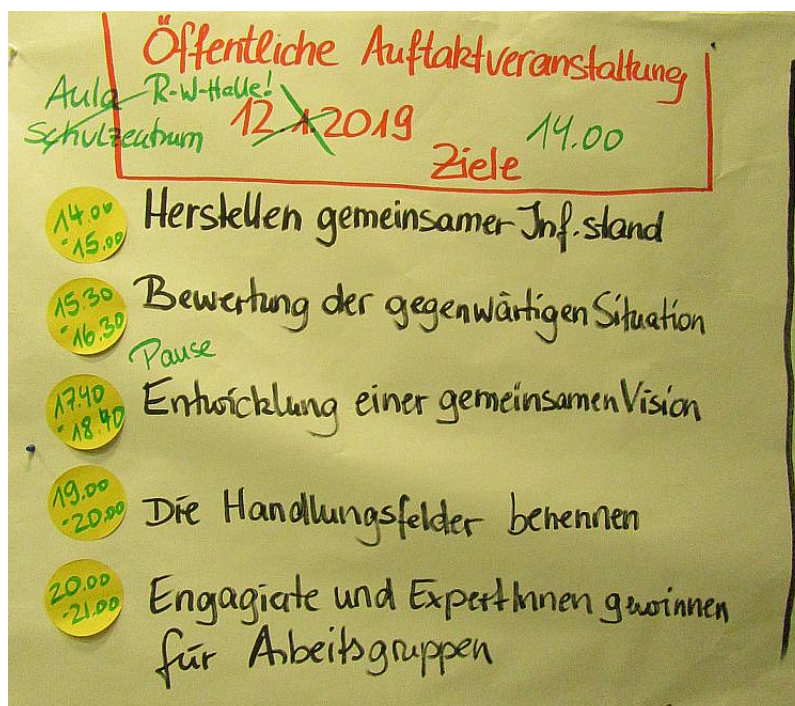 Öffentliche Auftaktveranstaltung
Aula R-W-Halle!
Schulzentrum 12.1.2019 14.00
Ziele
14.00 Herstellen gemeinsamer Inf.stand
-15.00
15.30 Bewertung der gegenwärtigen Situation
-16.30
Pause
17.40 Entwicklung einer gemeinsamen Vision
-18.40
19.00 Die Handlungsfelder benennen
-20.00
20.00 Engagierte und ExpertInnen gewinnen
-21.00 für Arbeitsgruppen